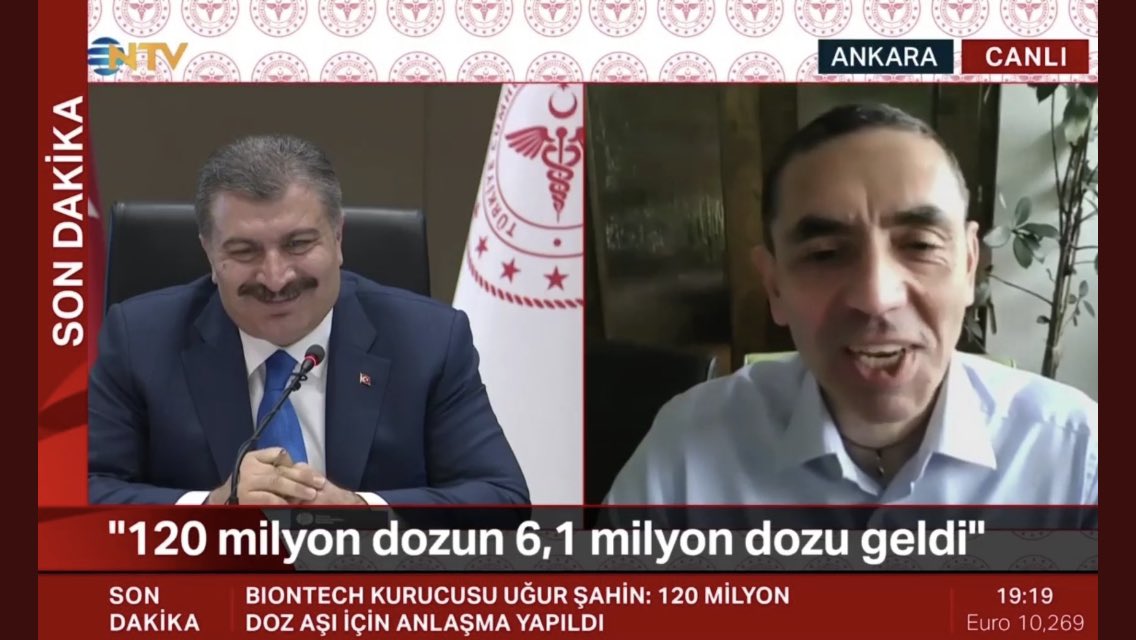 NTV
ANKARA
CANLI
SON DAKİKA
"120 milyon dozun 6,1 milyon dozu geldi"
SON
DAKİKA
BIONTECH KURUCUSU UĞUR ŞAHİN: 120 MİLYON
DOZ AŞI İÇİN ANLAŞMA YAPILDI
19:19
Euro 10,269